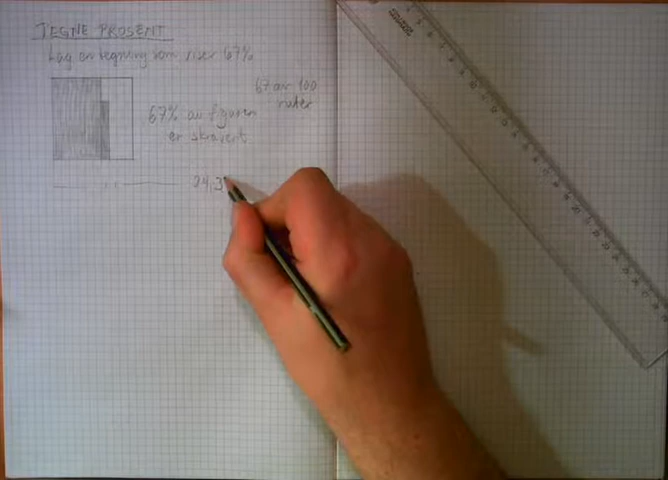 TEGNE PROSENT
Lag en tegning som viser 67%
67 av 100
ruter
67% av figuren
er skravert
24,3